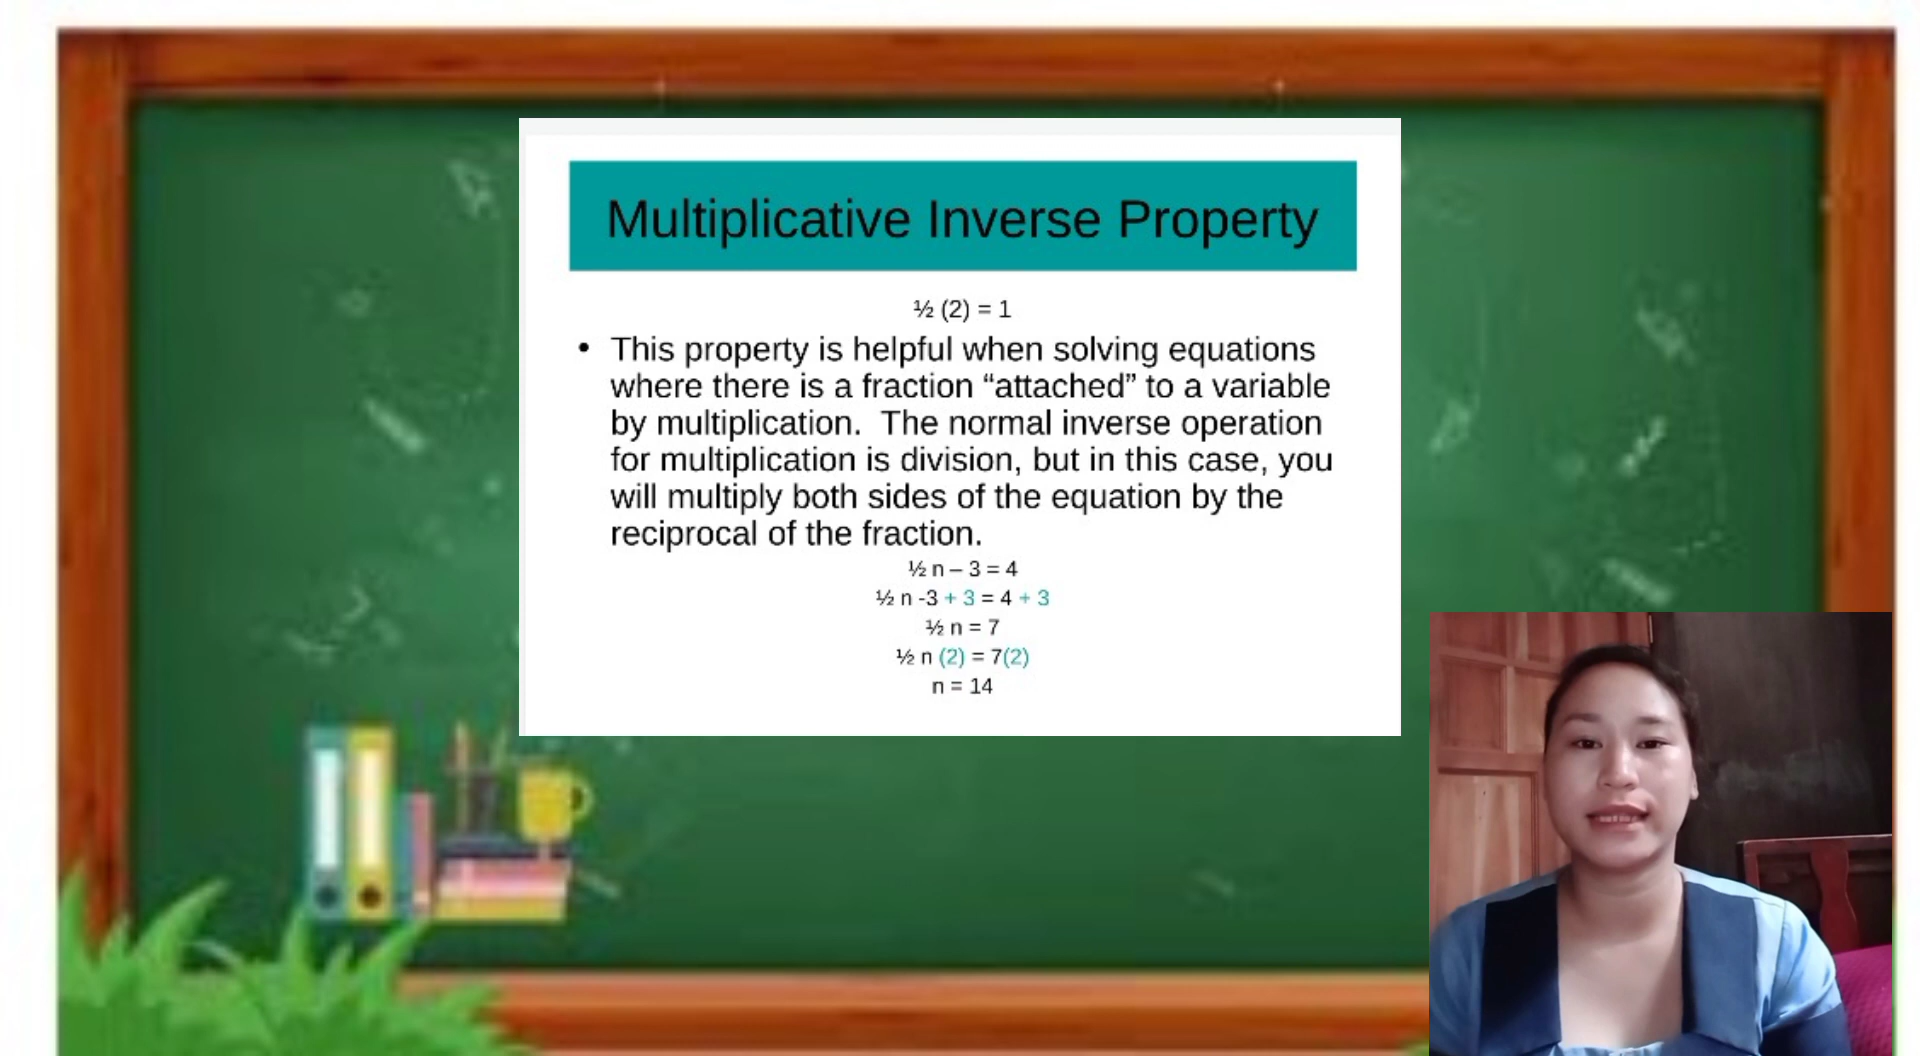 Multiplicative Inverse Property
½ (2) = 1
• This property is helpful when solving equations
where there is a fraction “attached” to a variable
by multiplication.  The normal inverse operation
for multiplication is division, but in this case, you
will multiply both sides of the equation by the
reciprocal of the fraction.
½ n – 3 = 4
½ n -3 + 3 = 4 + 3
½ n = 7
½ n (2) = 7(2)
n = 14